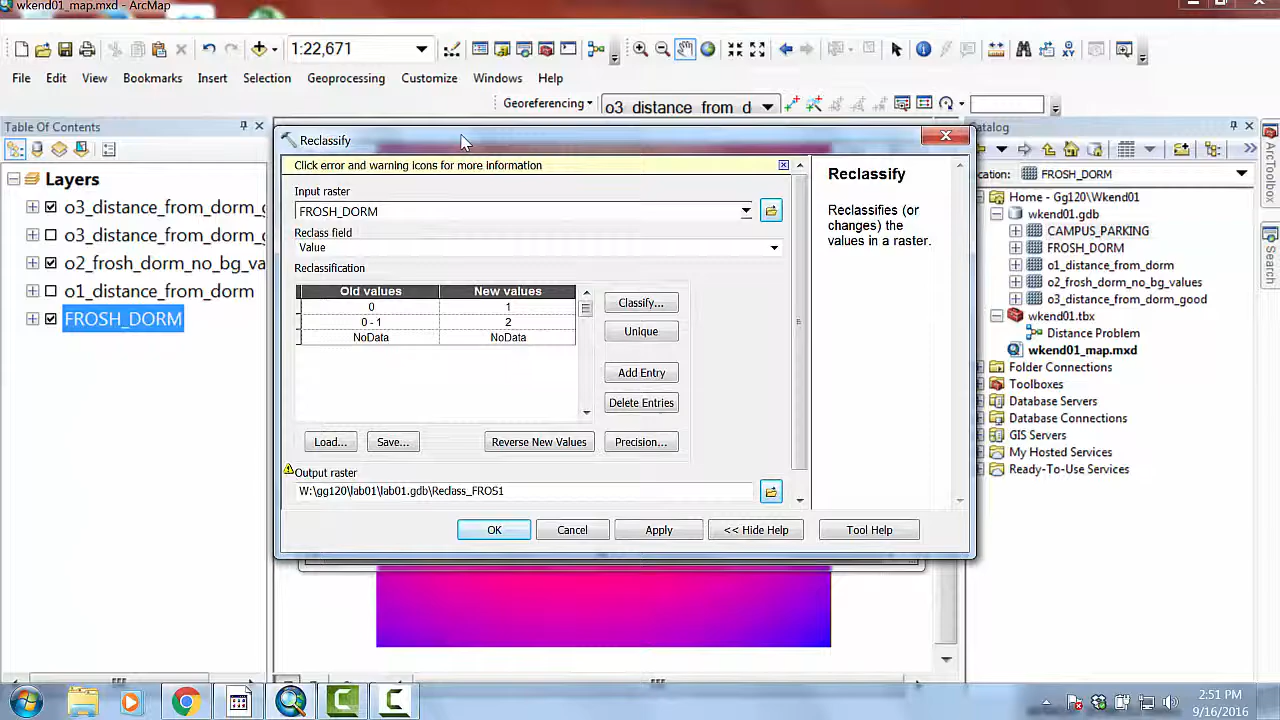 wkend01_map.mxd - ArcMap
1:22,671
File Edit View Bookmarks Insert Selection Geoprocessing Customize Windows Help
Georeferencing
o3_distance_from_d
Table Of Contents
Layers
o3_distance_from_dorm_g
o3_distance_from_dorm_
o2_frosh_dorm_no_bg_va
o1_distance_from_dorm
FROSH_DORM
Reclassify
Click error and warning icons for more information
Input raster
FROSH_DORM
Reclass field
Value
Reclassification
Old values New values
0 1
0 - 1 2
NoData NoData
Classify...
Unique
Add Entry
Delete Entries
Load... Save... Reverse New Values Precision...
Output raster
W:\gg120\lab01\lab01.gdb\Reclass_FROS1
OK Cancel Apply << Hide Help Tool Help
Reclassify
Reclassifies (or
changes) the
values in a raster.
atalog
cation: FROSH_DORM
Home - Gg120\Wkend01
wkend01.gdb
CAMPUS_PARKING
FROSH_DORM
o1_distance_from_dorm
o2_frosh_dorm_no_bg_values
o3_distance_from_dorm_good
wkend01.tbx
Distance Problem
wkend01_map.mxd
Folder Connections
Toolboxes
Database Servers
Database Connections
GIS Servers
My Hosted Services
Ready-To-Use Services
ArcToolbox
Search
2:51 PM
9/16/2016